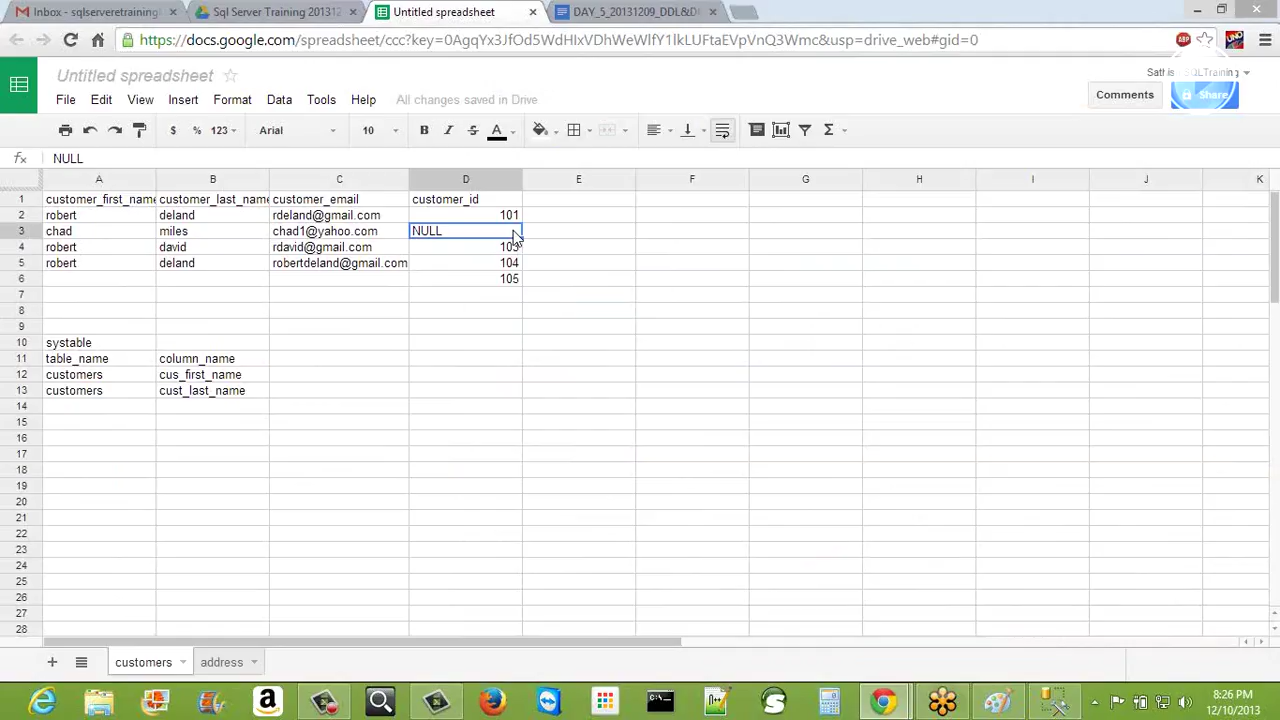 Inbox - sqlserveretraining
Sql Server Training 20131
Untitled spreadsheet
DAY_5_20131209_DDL&D
https://docs.google.com/spreadsheet/ccc?key=0AgqYx3JfOd5WdHIxVDhWeWlfY1lkLUFtaEVpVnQ3Wmc&usp=drive_web#gid=0
ABP
Untitled spreadsheet
SQLTraining
File Edit View Insert Format Data Tools Help All changes saved in Drive
Comments Share
$ % 123 Arial 10 B I S A Σ
fx NULL
A B C D E F G H I J K
1 customer_first_name customer_last_name customer_email customer_id
2 robert deland rdeland@gmail.com 101
3 chad miles chad1@yahoo.com NULL
4 robert david rdavid@gmail.com 103
5 robert deland robertdeland@gmail.com 104
6 105
7
8
9
10 systable
11 table_name column_name
12 customers cus_first_name
13 customers cust_last_name
14
15
16
17
18
19
20
21
22
23
24
25
26
27
28
customers address
8:26 PM
12/10/2013